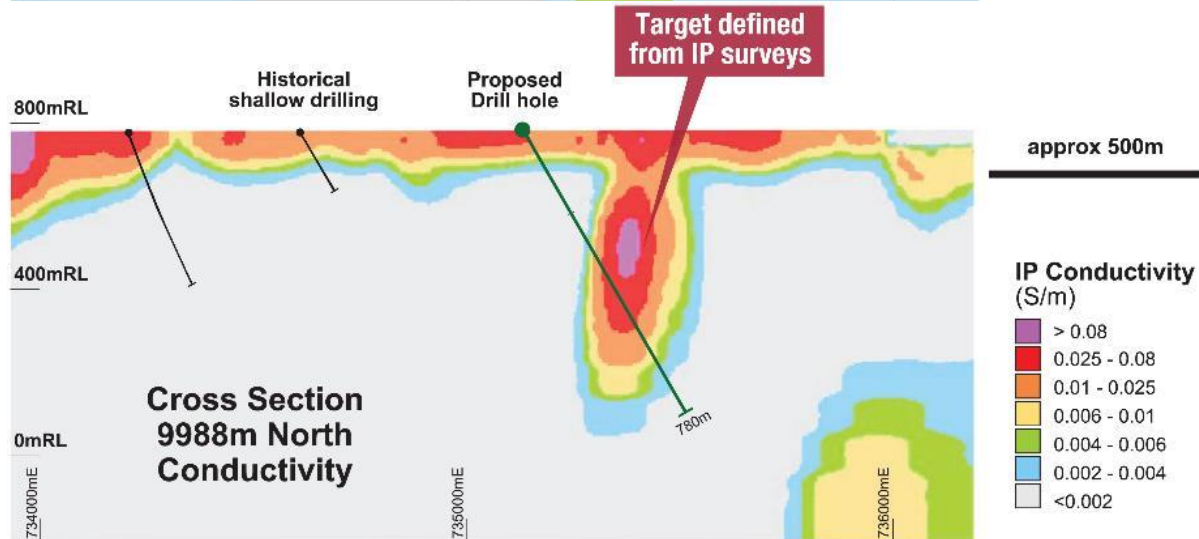 Target defined
from IP surveys
Historical
shallow drilling
Proposed
Drill hole
800mRL
approx 500m
400mRL
IP Conductivity
(S/m)
> 0.08
0.025 - 0.08
0.01 - 0.025
0.006 - 0.01
0.004 - 0.006
0.002 - 0.004
<0.002
Cross Section
9988m North
Conductivity
780m
0mRL
734000mE
735000mE
736000mE